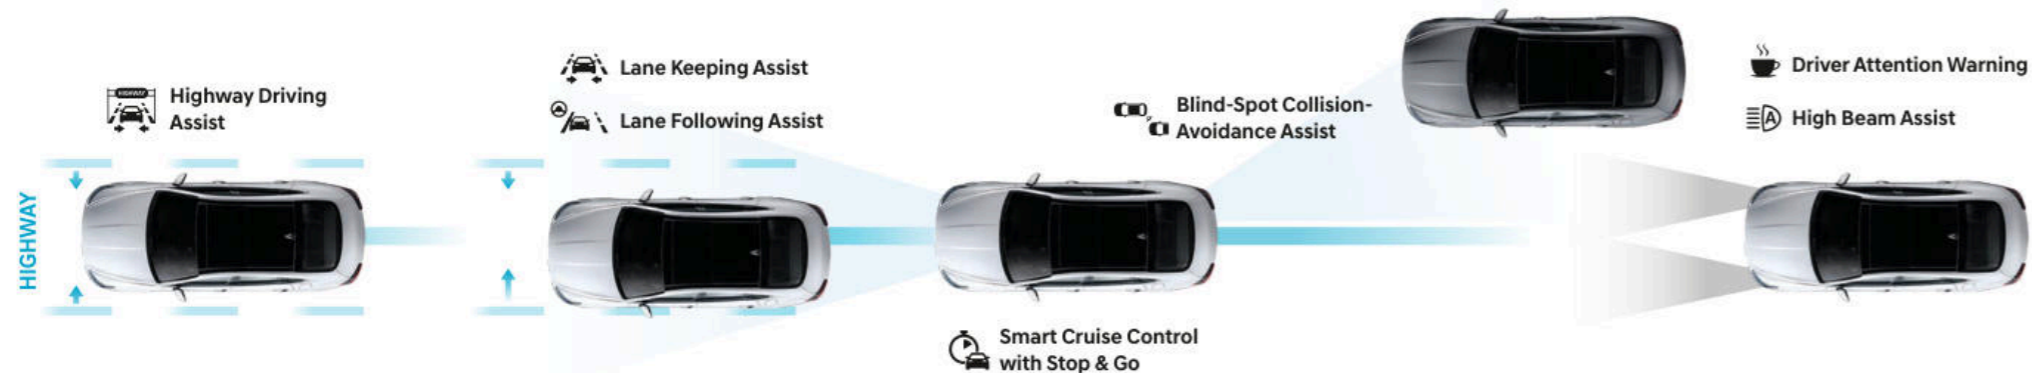 HIGHWAY
HIGHWAY
Highway Driving
Assist
Lane Keeping Assist
Lane Following Assist
Smart Cruise Control
with Stop & Go
Blind-Spot Collision-
Avoidance Assist
Driver Attention Warning
A
High Beam Assist